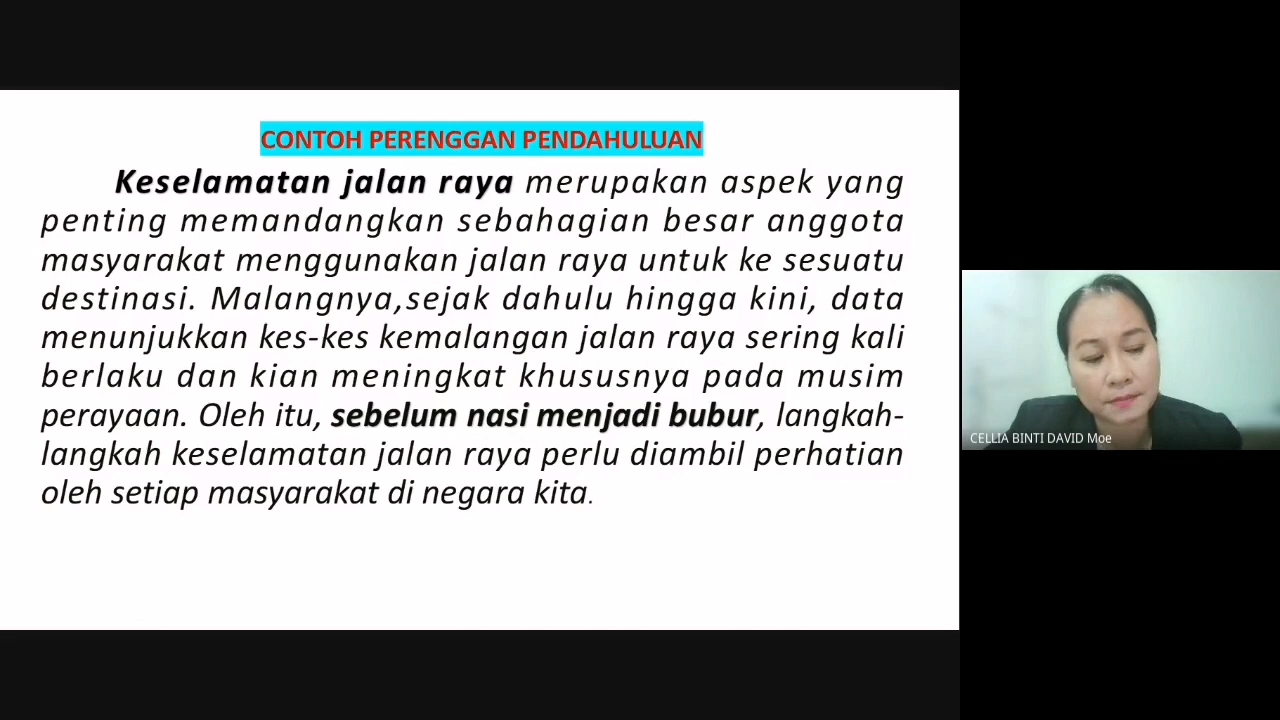 CONTOH PERENGGAN PENDAHULUAN
Keselamatan jalan raya merupakan aspek yang
penting memandangkan sebahagian besar anggota
masyarakat menggunakan jalan raya untuk ke sesuatu
destinasi. Malangnya,sejak dahulu hingga kini, data
menunjukkan kes-kes kemalangan jalan raya sering kali
berlaku dan kian meningkat khususnya pada musim
perayaan. Oleh itu, sebelum nasi menjadi bubur, langkah-
langkah keselamatan jalan raya perlu diambil perhatian
oleh setiap masyarakat di negara kita.
CELLIA BINTI DAVID Moe